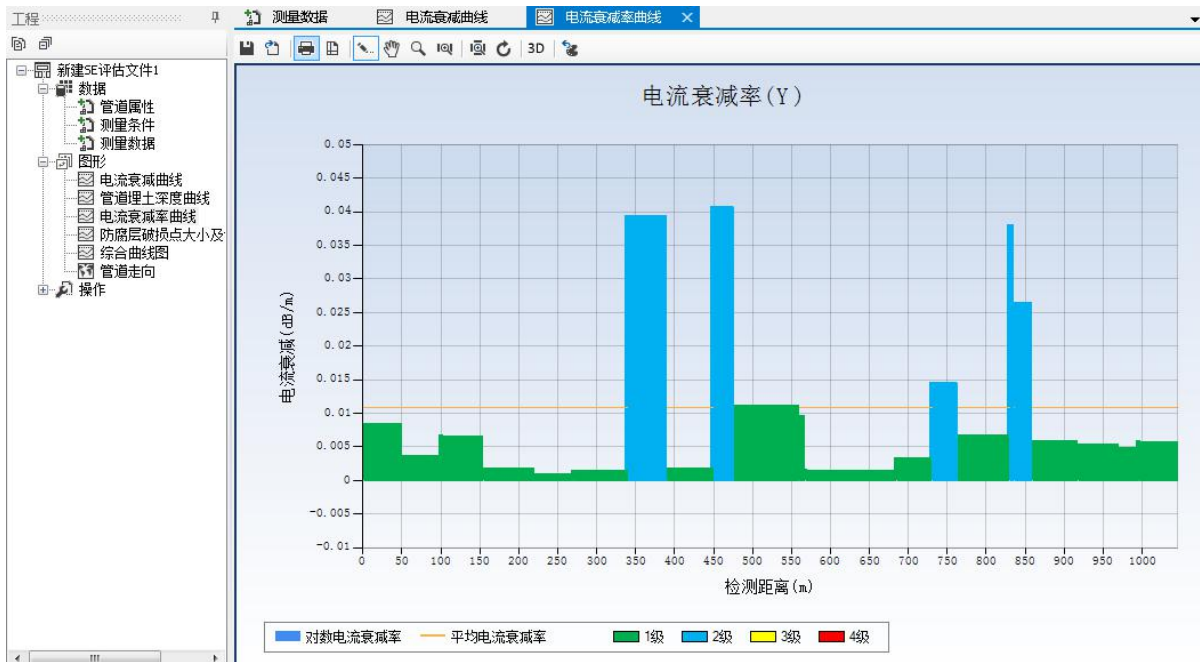 工程
测量数据
电流衰减曲线
电流衰减率曲线
3D
新建SE评估文件1
数据
管道属性
测量条件
测量数据
图形
电流衰减曲线
管道埋土深度曲线
电流衰减率曲线
防腐层破损点大小及
综合曲线图
管道走向
操作
电流衰减率(Y)
电流衰减(dB/m)
0.05
0.045
0.04
0.035
0.03
0.025
0.02
0.015
0.01
0.005
0
-0.005
-0.01
0 50 100 150 200 250 300 350 400 450 500 550 600 650 700 750 800 850 900 950 1000
检测距离(m)
对数电流衰减率 平均电流衰减率 1级 2级 3级 4级